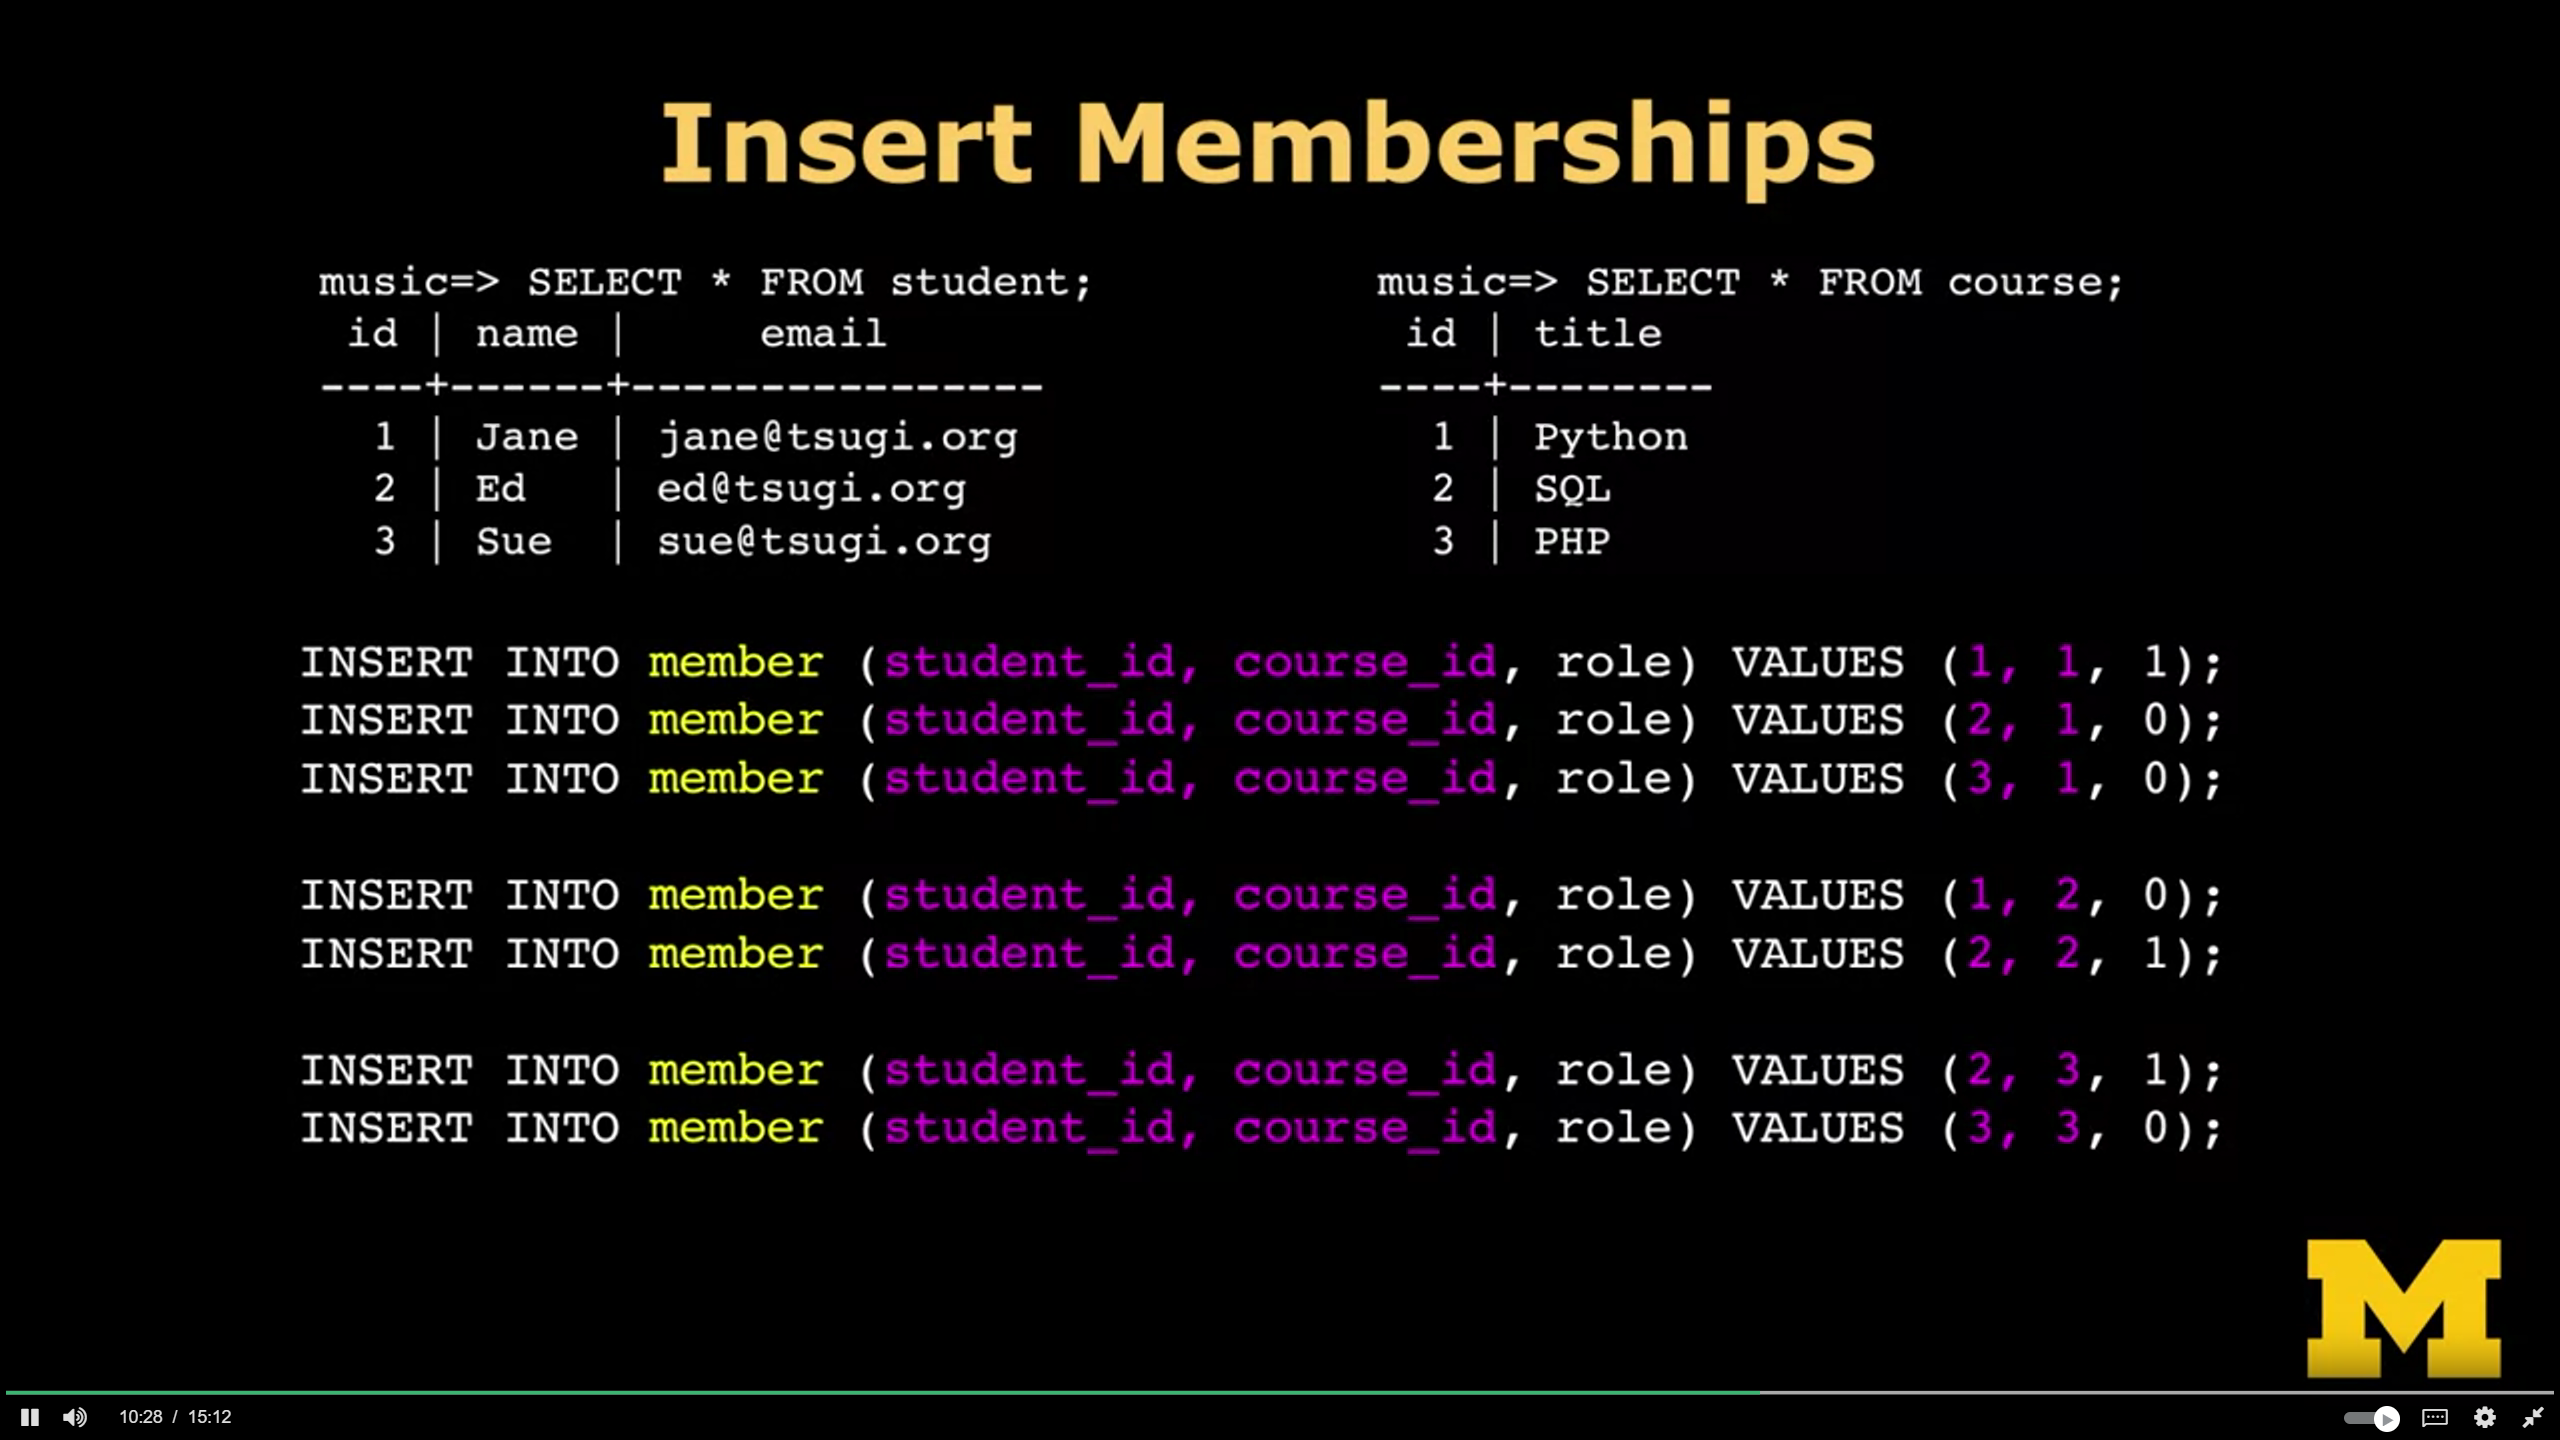 Insert Memberships
music=> SELECT * FROM student;
id | name | email
----+------+----------------
1 | Jane | jane@tsugi.org
2 | Ed | ed@tsugi.org
3 | Sue | sue@tsugi.org
music=> SELECT * FROM course;
id | title
----+--------
1 | Python
2 | SQL
3 | PHP
INSERT INTO member (student_id, course_id, role) VALUES (1, 1, 1);
INSERT INTO member (student_id, course_id, role) VALUES (2, 1, 0);
INSERT INTO member (student_id, course_id, role) VALUES (3, 1, 0);
INSERT INTO member (student_id, course_id, role) VALUES (1, 2, 0);
INSERT INTO member (student_id, course_id, role) VALUES (2, 2, 1);
INSERT INTO member (student_id, course_id, role) VALUES (2, 3, 1);
INSERT INTO member (student_id, course_id, role) VALUES (3, 3, 0);
M
10:28 / 15:12